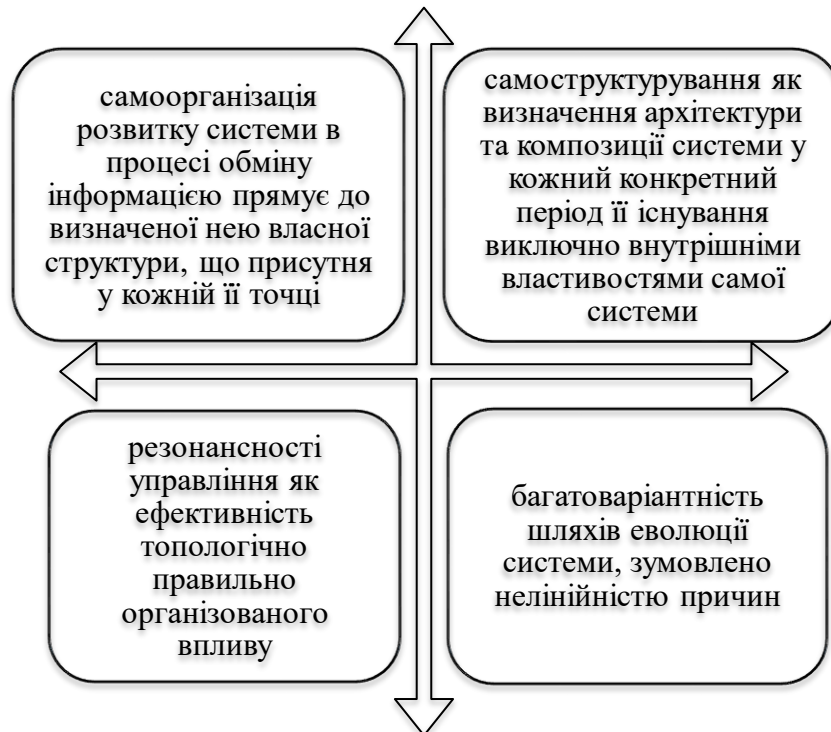 самоорганізація
розвитку системи в
процесі обміну
інформацією прямує до
визначеної нею власної
структури, що присутня
у кожній її точці
самоструктурування як
визначення архітектури
та композиції системи у
кожний конкретний
період її існування
виключно внутрішніми
властивостями самої
системи
резонансності
управління як
ефективність
топологічно
правильно
організованого
впливу
багатоваріантність
шляхів еволюції
системи, зумовлено
нелінійністю причин